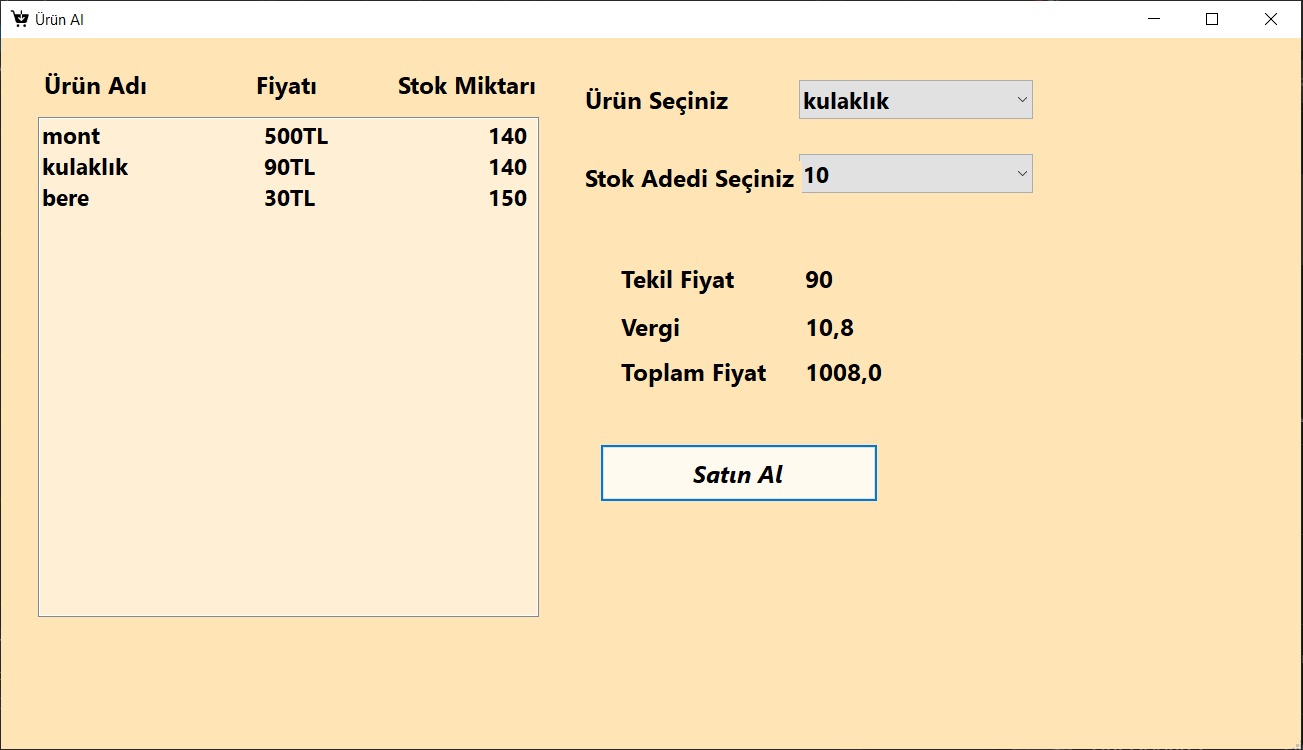 Ürün Al
Ürün Adı Fiyatı Stok Miktarı
mont 500TL 140
kulaklık 90TL 140
bere 30TL 150
Ürün Seçiniz kulaklık
Stok Adedi Seçiniz 10
Tekil Fiyat 90
Vergi 10,8
Toplam Fiyat 1008,0
Satın Al